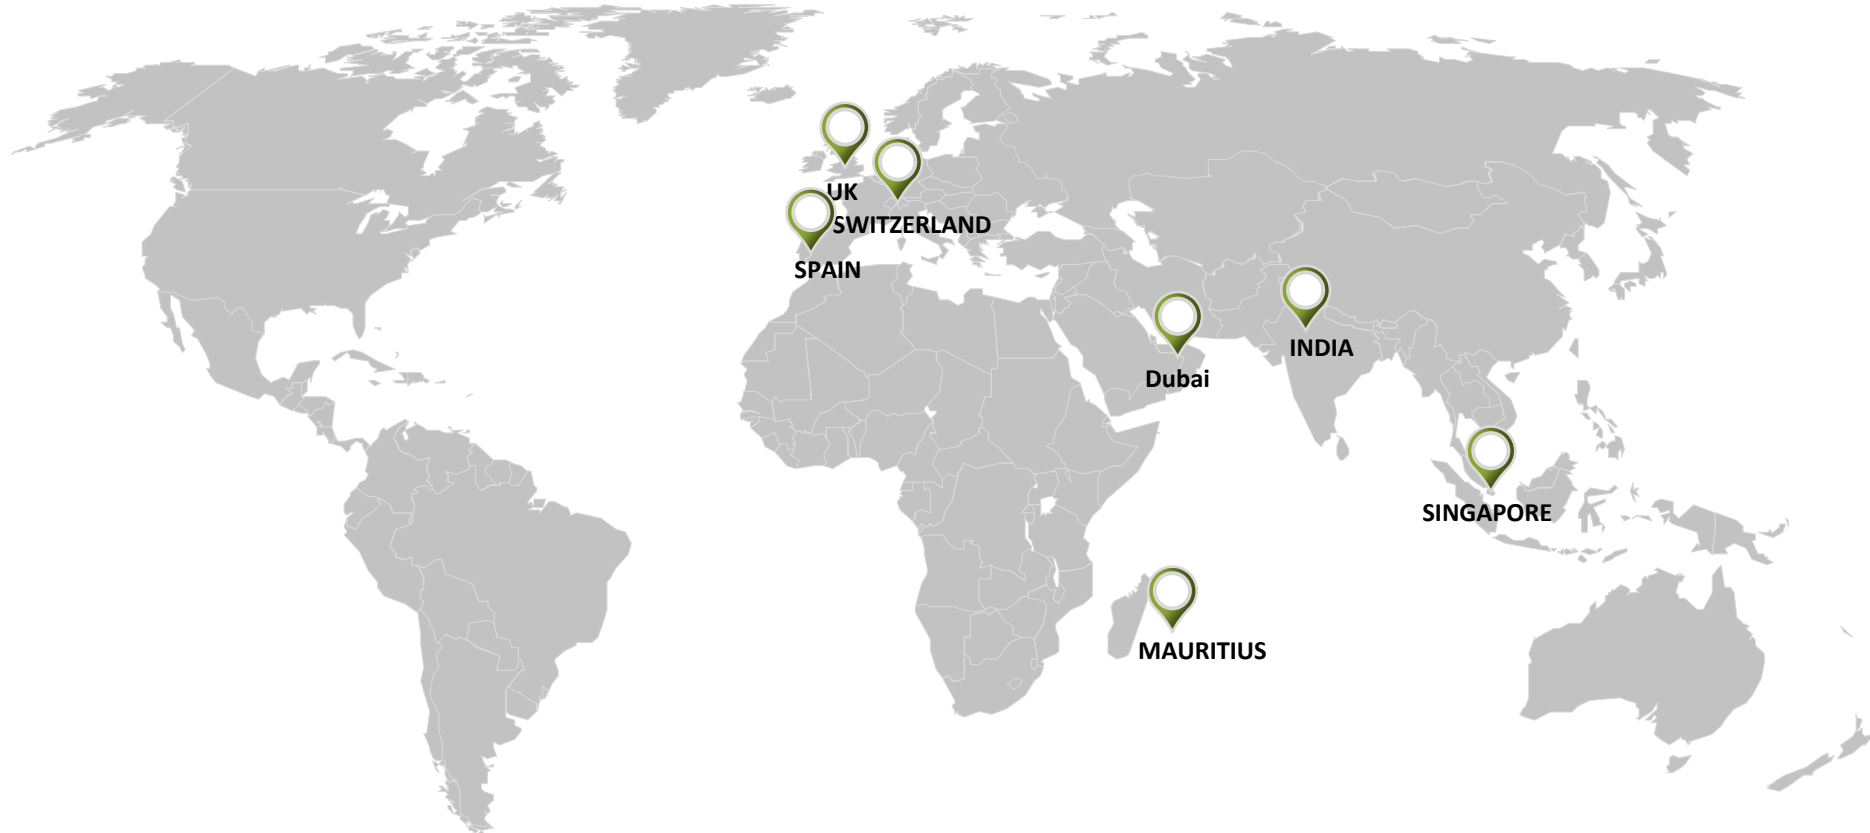 UK
SWITZERLAND
SPAIN
INDIA
Dubai
SINGAPORE
MAURITIUS